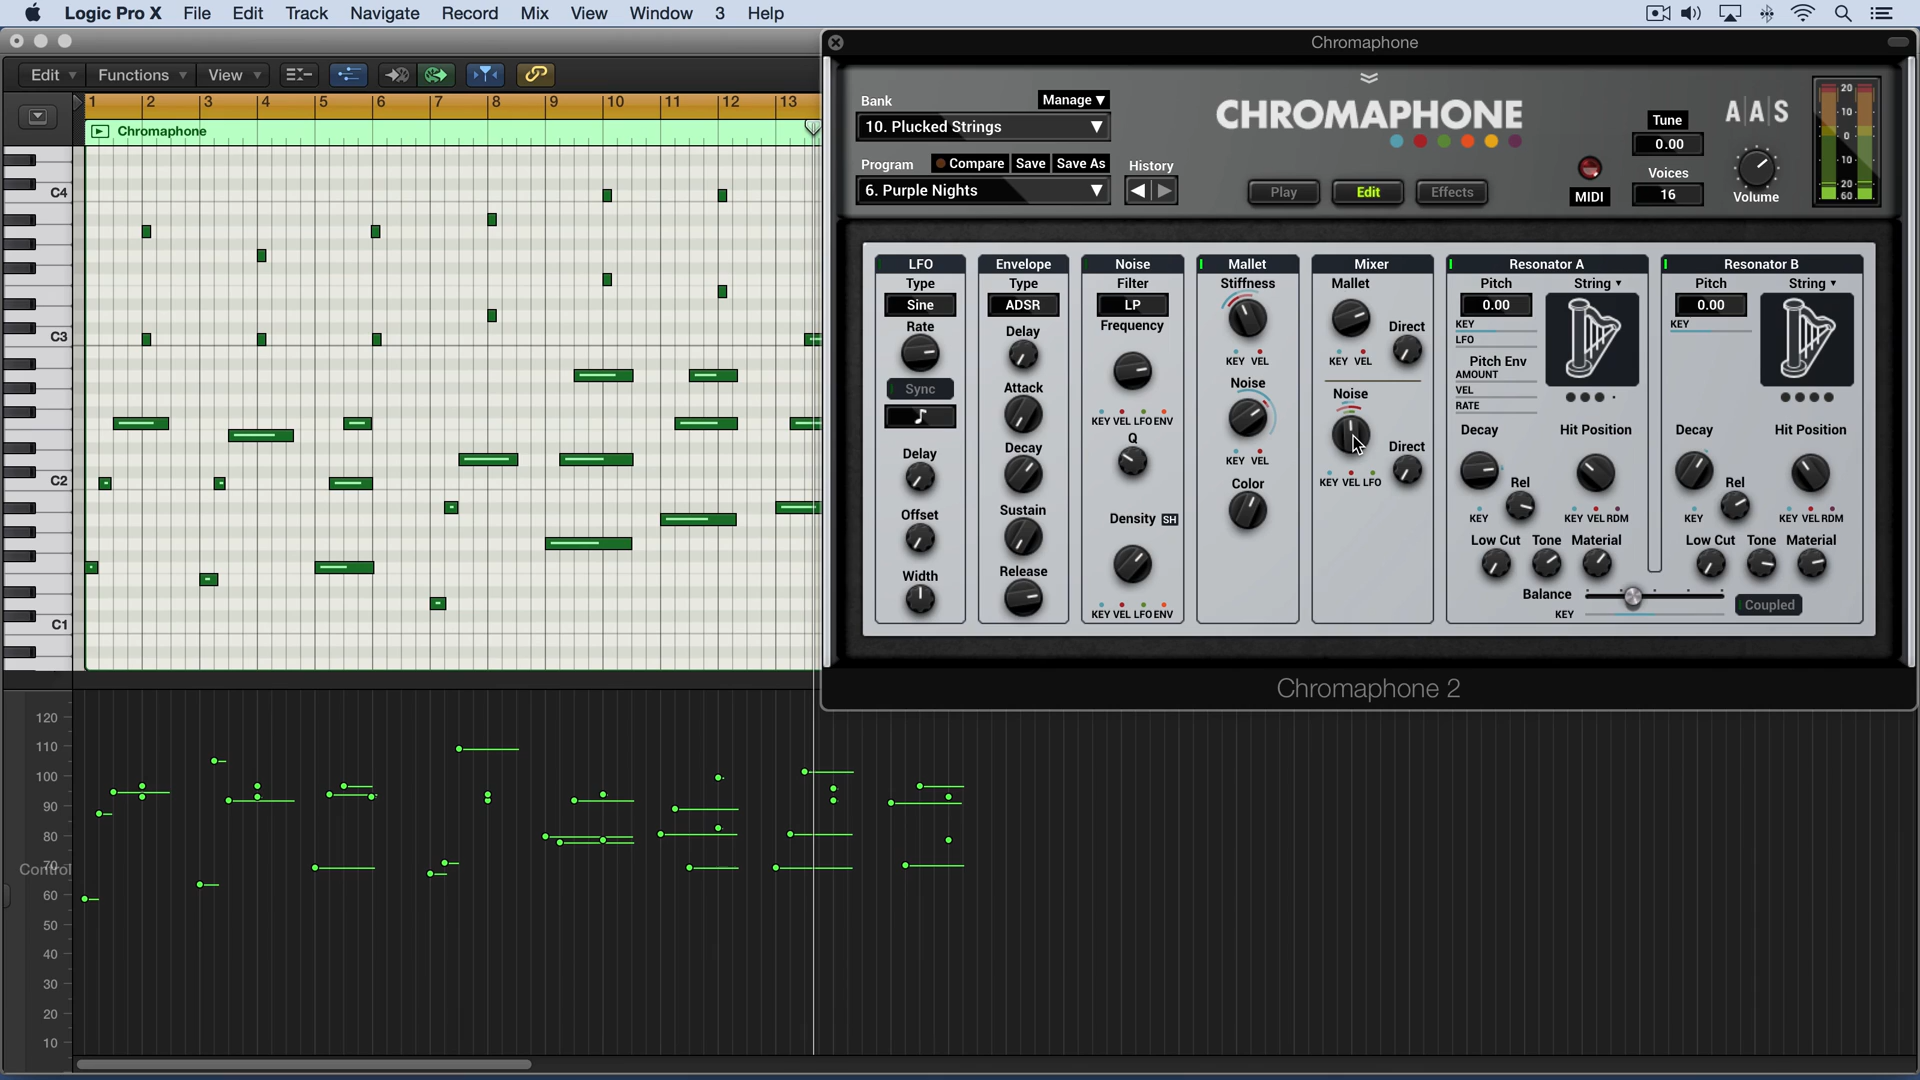 Logic Pro X File Edit Track Navigate Record Mix View Window 3 Help
Edit Functions View
1 2 3 4 5 6 7 8 9 10 11 12 13
Chromaphone
C4
C3
C2
C1
120
110
100
90
80
70
60
50
40
30
20
10
Control
Chromaphone
Bank Manage
10. Plucked Strings
Program Compare Save Save As History
6. Purple Nights
CHROMAPHONE
Play Edit Effects
MIDI
Tune
0.00
Voices
16
A|A|S
Volume
20
10
0
10
20
60
LFO
Type
Sine
Rate
Sync
Delay
Offset
Width
Envelope
Type
ADSR
Delay
Attack
Decay
Sustain
Release
Noise
Filter
LP
Frequency
KEY VEL LFO ENV
Q
Density SH
KEY VEL LFO ENV
Mallet
Stiffness
KEY VEL
Noise
KEY VEL
Color
Mixer
Mallet
Direct
KEY VEL
Noise
Direct
KEY VEL LFO
Resonator A
Pitch String
0.00
KEY
LFO
Pitch Env
AMOUNT
VEL
RATE
Decay Hit Position
Rel
KEY KEY VEL RDM
Low Cut Tone Material
Resonator B
Pitch String
0.00
KEY
Decay Hit Position
Rel
KEY KEY VEL RDM
Low Cut Tone Material
Balance
KEY
Coupled
Chromaphone 2